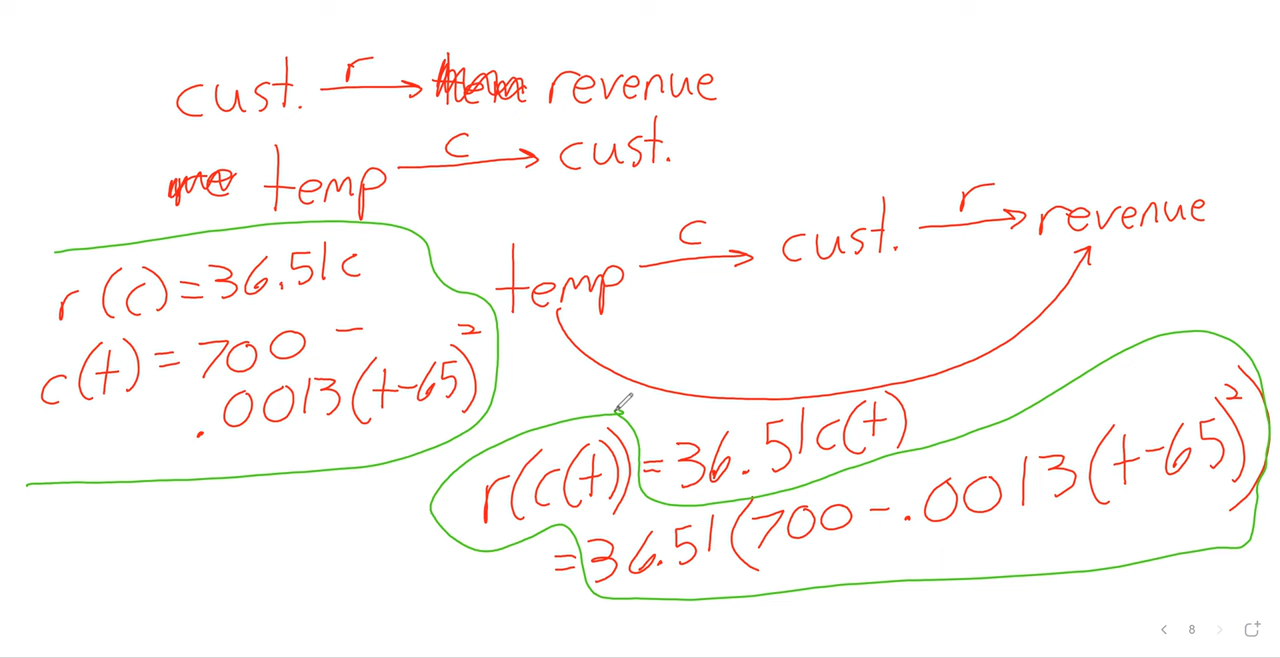 cust. r → revenue
temp c → cust.
temp c → cust. r → revenue
r(c)=36.51c
c(t)=700 -
.0013(t-65)²
r(c(t))=36.51c(t)
=36.51(700-.0013(t-65)²)
8